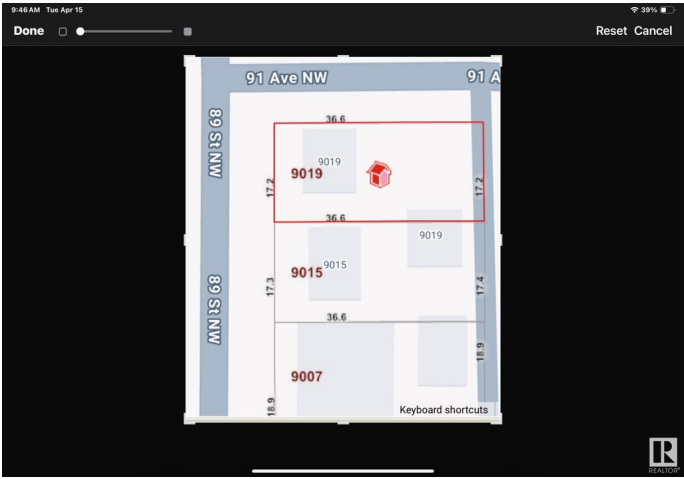 9:46 AM Tue Apr 15
39%
Done
Reset Cancel
91 Ave NW
91 A
89 St NW
36.6
9019
9019
17.2
17.2
36.6
9019
9015
9015
17.3
17.4
89 St NW
36.6
18.9
9007
18.9
Keyboard shortcuts
R
REALTOR®